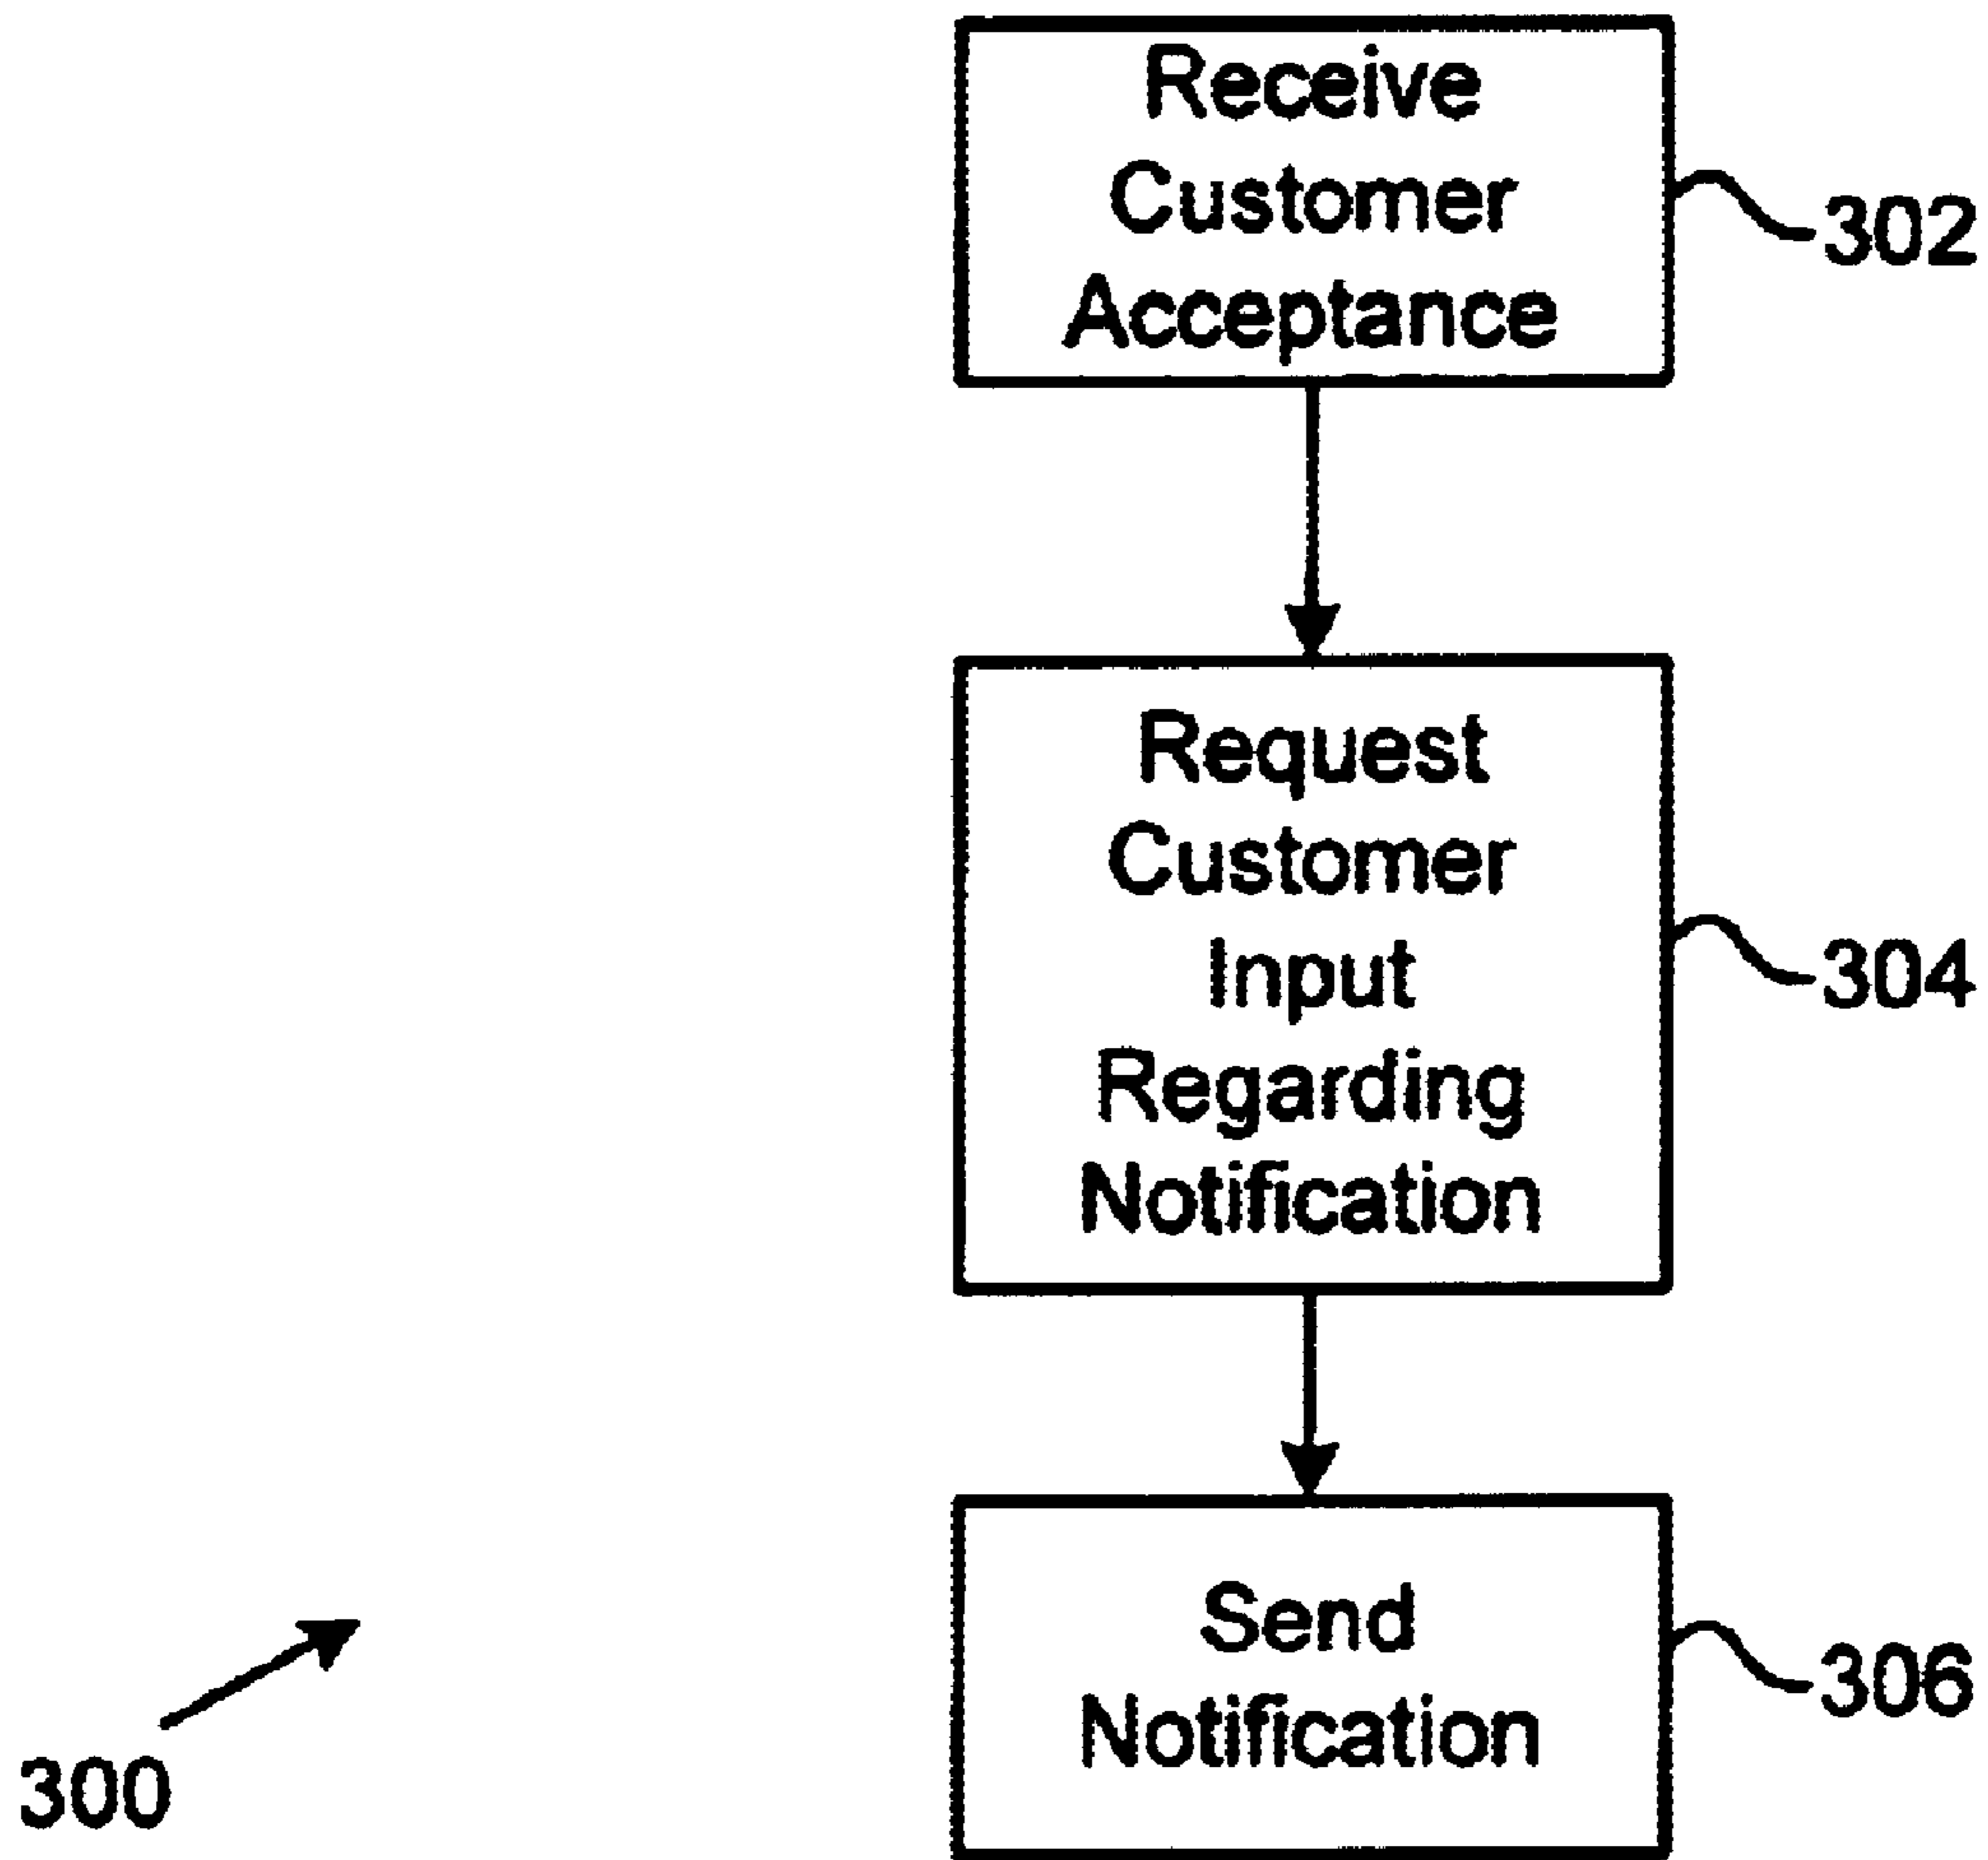 Receive
Customer
Acceptance
302
Request
Customer
Input
Regarding
Notification
304
Send
Notification
306
300